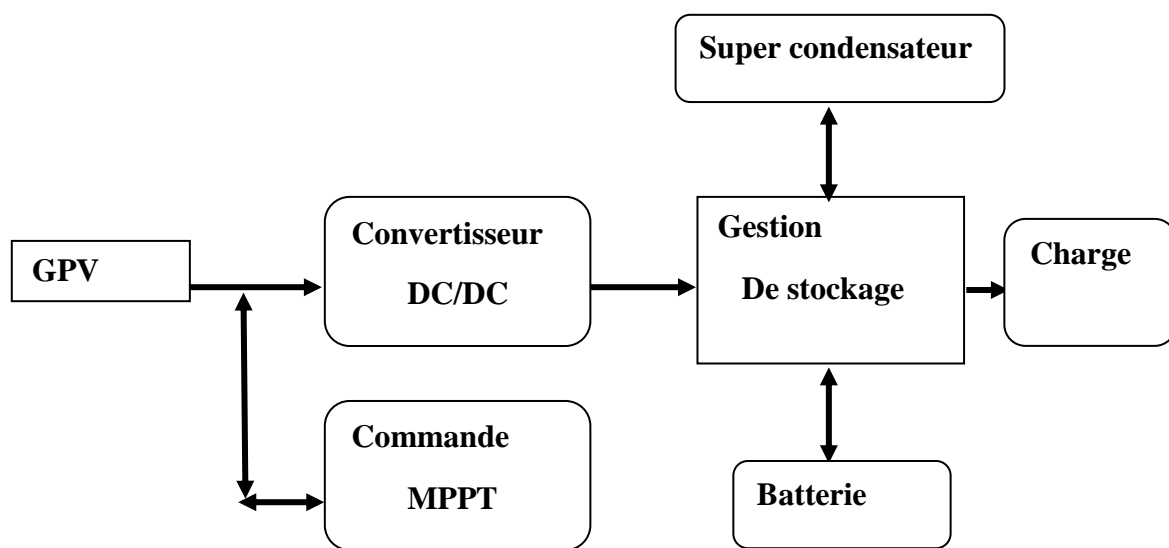 Super condensateur
GPV
Convertisseur
DC/DC
Gestion
De stockage
Charge
Commande
MPPT
Batterie